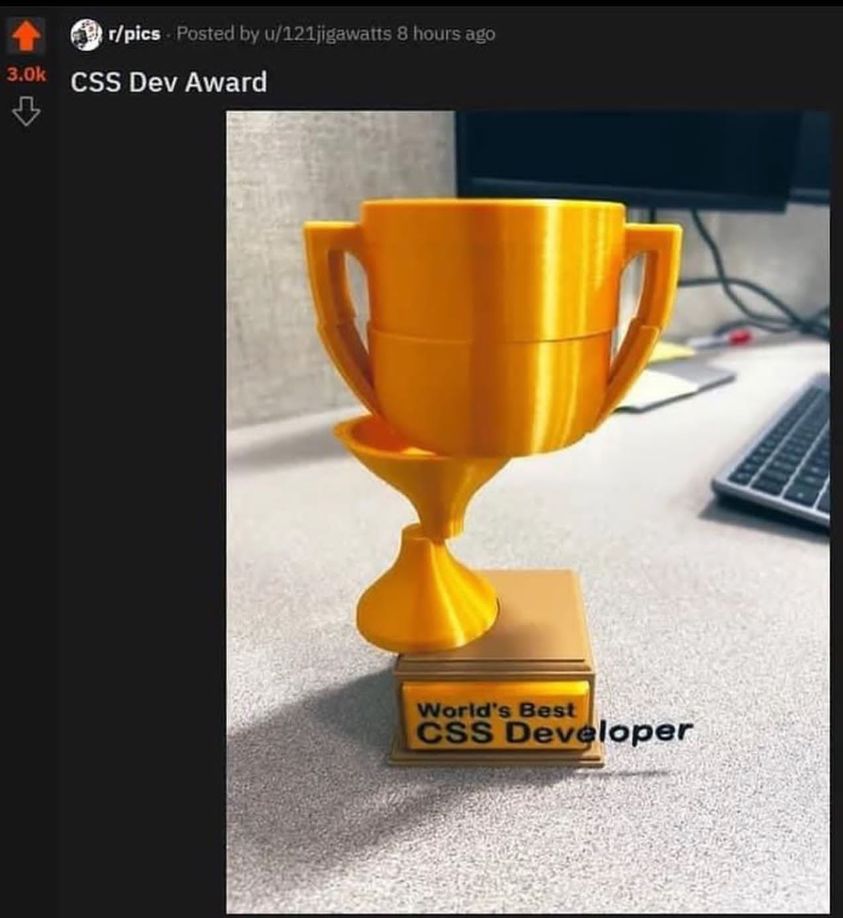 r/pics · Posted by u/121jigawatts 8 hours ago
3.0k
CSS Dev Award
World's Best
CSS Developer